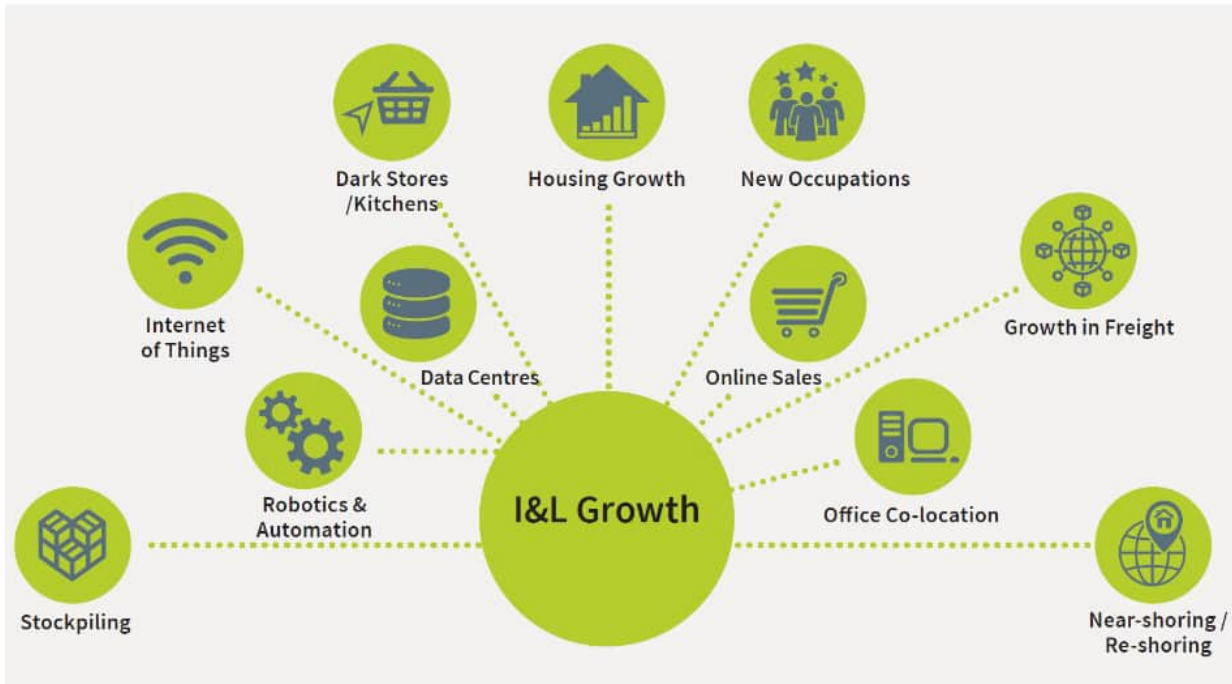 Dark Stores
/Kitchens
Housing Growth
New Occupations
Internet
of Things
Growth in Freight
Data Centres
Online Sales
Robotics &
Automation
I&L Growth
Office Co-location
Stockpiling
Near-shoring /
Re-shoring